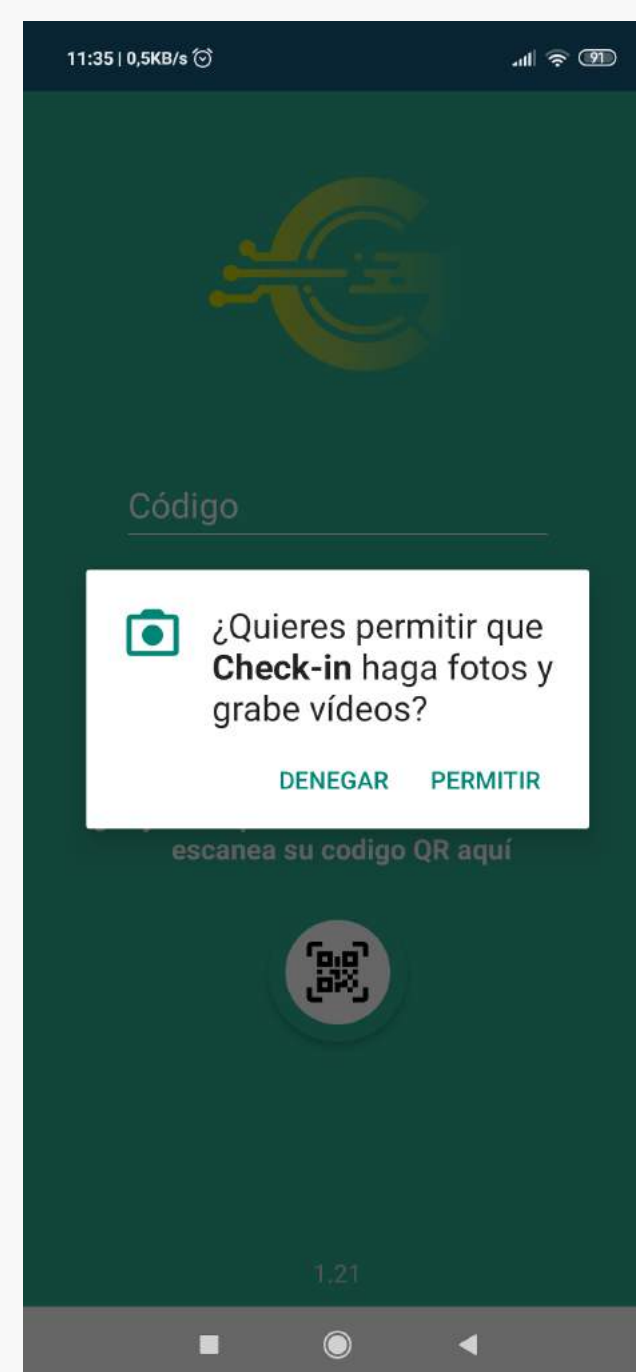 11:35 | 0,5KB/s
91
Código
¿Quieres permitir que
Check-in haga fotos y
grabe vídeos?
DENEGAR PERMITIR
escanea su codigo QR aquí
1.21